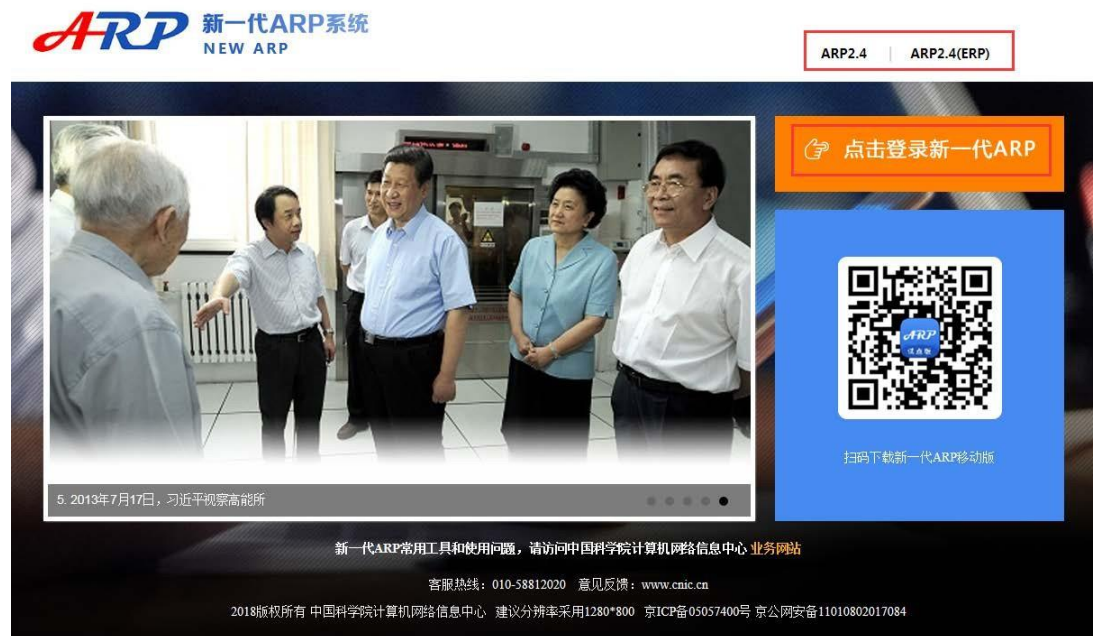 ARP 新一代ARP系统
NEW ARP
ARP2.4 | ARP2.4(ERP)
点击登录新一代ARP
ARP
扫码下载新一代ARP移动版
5. 2013年7月17日，习近平视察高能所
新一代ARP常用工具和使用问题，请访问中国科学院计算机网络信息中心 业务网站
客服热线：010-58812020 意见反馈：www.cnic.cn
2018版权所有 中国科学院计算机网络信息中心 建议分辨率采用1280*800 京ICP备05057400号 京公网安备11010802017084